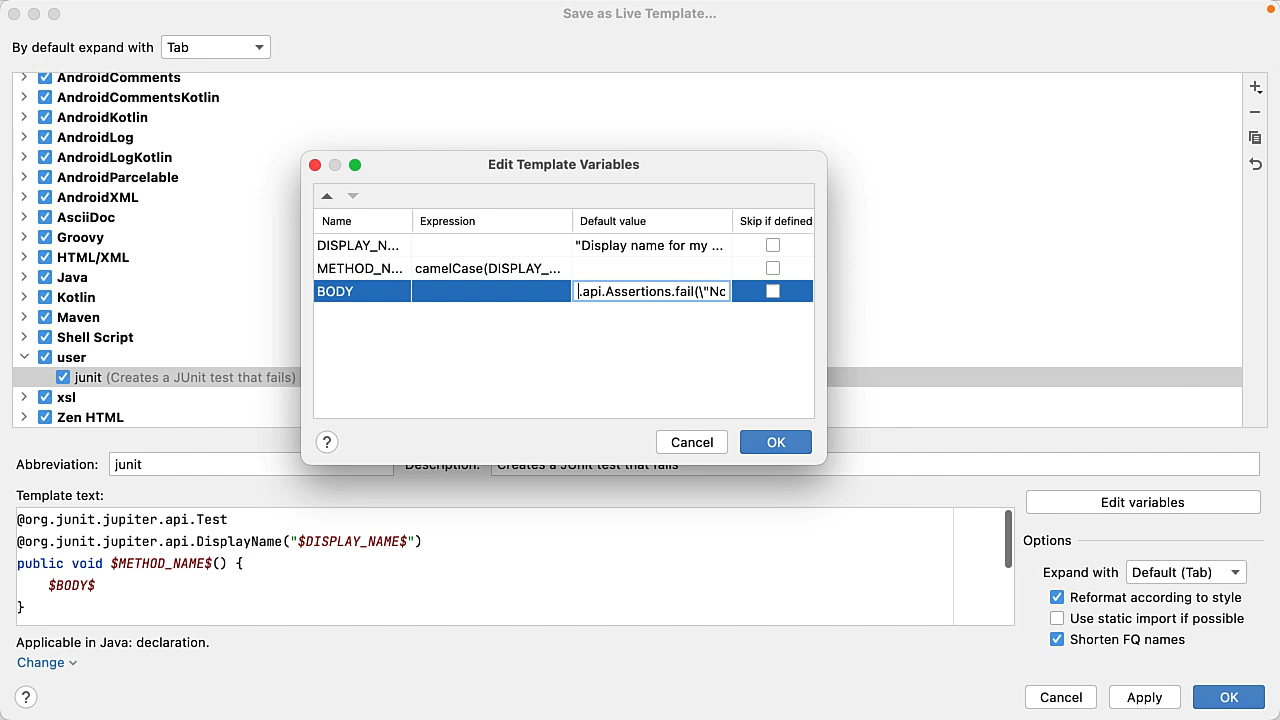 Save as Live Template...
By default expand with Tab
AndroidComments
AndroidCommentsKotlin
AndroidKotlin
AndroidLog
AndroidLogKotlin
AndroidParcelable
AndroidXML
AsciiDoc
Groovy
HTML/XML
Java
Kotlin
Maven
Shell Script
user
junit (Creates a JUnit test that fails)
xsl
Zen HTML
Edit Template Variables
Name Expression Default value Skip if defined
DISPLAY_N... "Display name for my ...
METHOD_N... camelCase(DISPLAY_...
BODY .api.Assertions.fail(\"No
? Cancel OK
Abbreviation: junit Description: Creates a JUnit test that fails
Template text:
@org.junit.jupiter.api.Test
@org.junit.jupiter.api.DisplayName("$DISPLAY_NAME$")
public void $METHOD_NAME$() {
$BODY$
}
Edit variables
Options
Expand with Default (Tab)
Reformat according to style
Use static import if possible
Shorten FQ names
Applicable in Java: declaration.
Change
? Cancel Apply OK